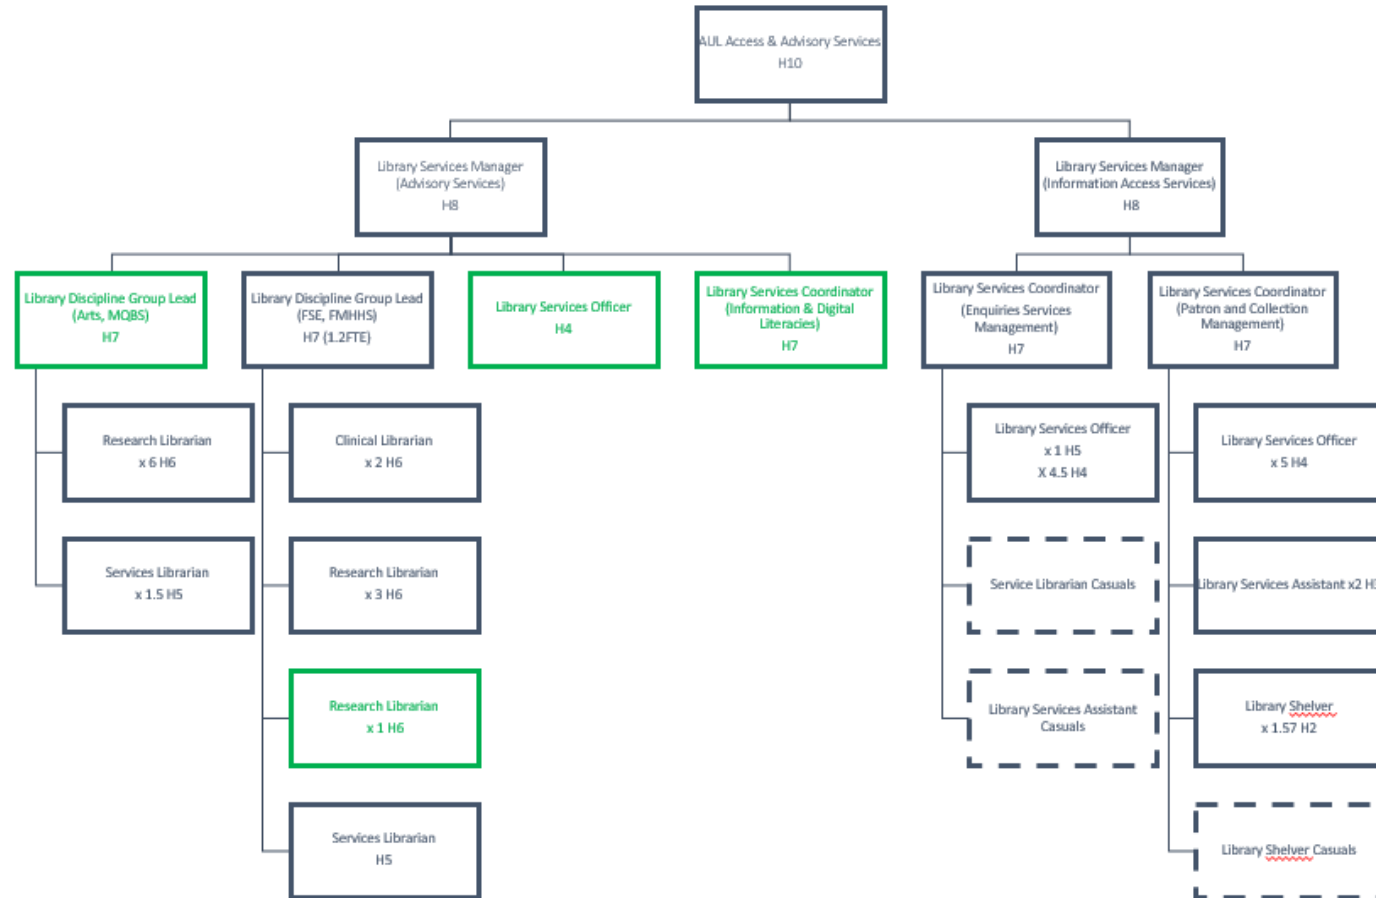 AUL Access & Advisory Services
H10
Library Services Manager
(Advisory Services)
H8
Library Services Manager
(Information Access Services)
H8
Library Discipline Group Lead
(Arts, MQBS)
H7
Library Discipline Group Lead
(FSE, FMHHS)
H7 (1.2FTE)
Library Services Officer
H4
Library Services Coordinator
(Information & Digital
Literacies)
H7
Library Services Coordinator
(Enquiries Services
Management)
H7
Library Services Coordinator
(Patron and Collection
Management)
H7
Research Librarian
x 6 H6
Clinical Librarian
x 2 H6
Library Services Officer
x 1 H5
X 4.5 H4
Library Services Officer
x 5 H4
Services Librarian
x 1.5 H5
Research Librarian
x 3 H6
Service Librarian Casuals
Library Services Assistant x2
Research Librarian
x 1 H6
Library Services Assistant
Casuals
Library Shelver
x 1.57 H2
Services Librarian
H5
Library Shelver Casuals